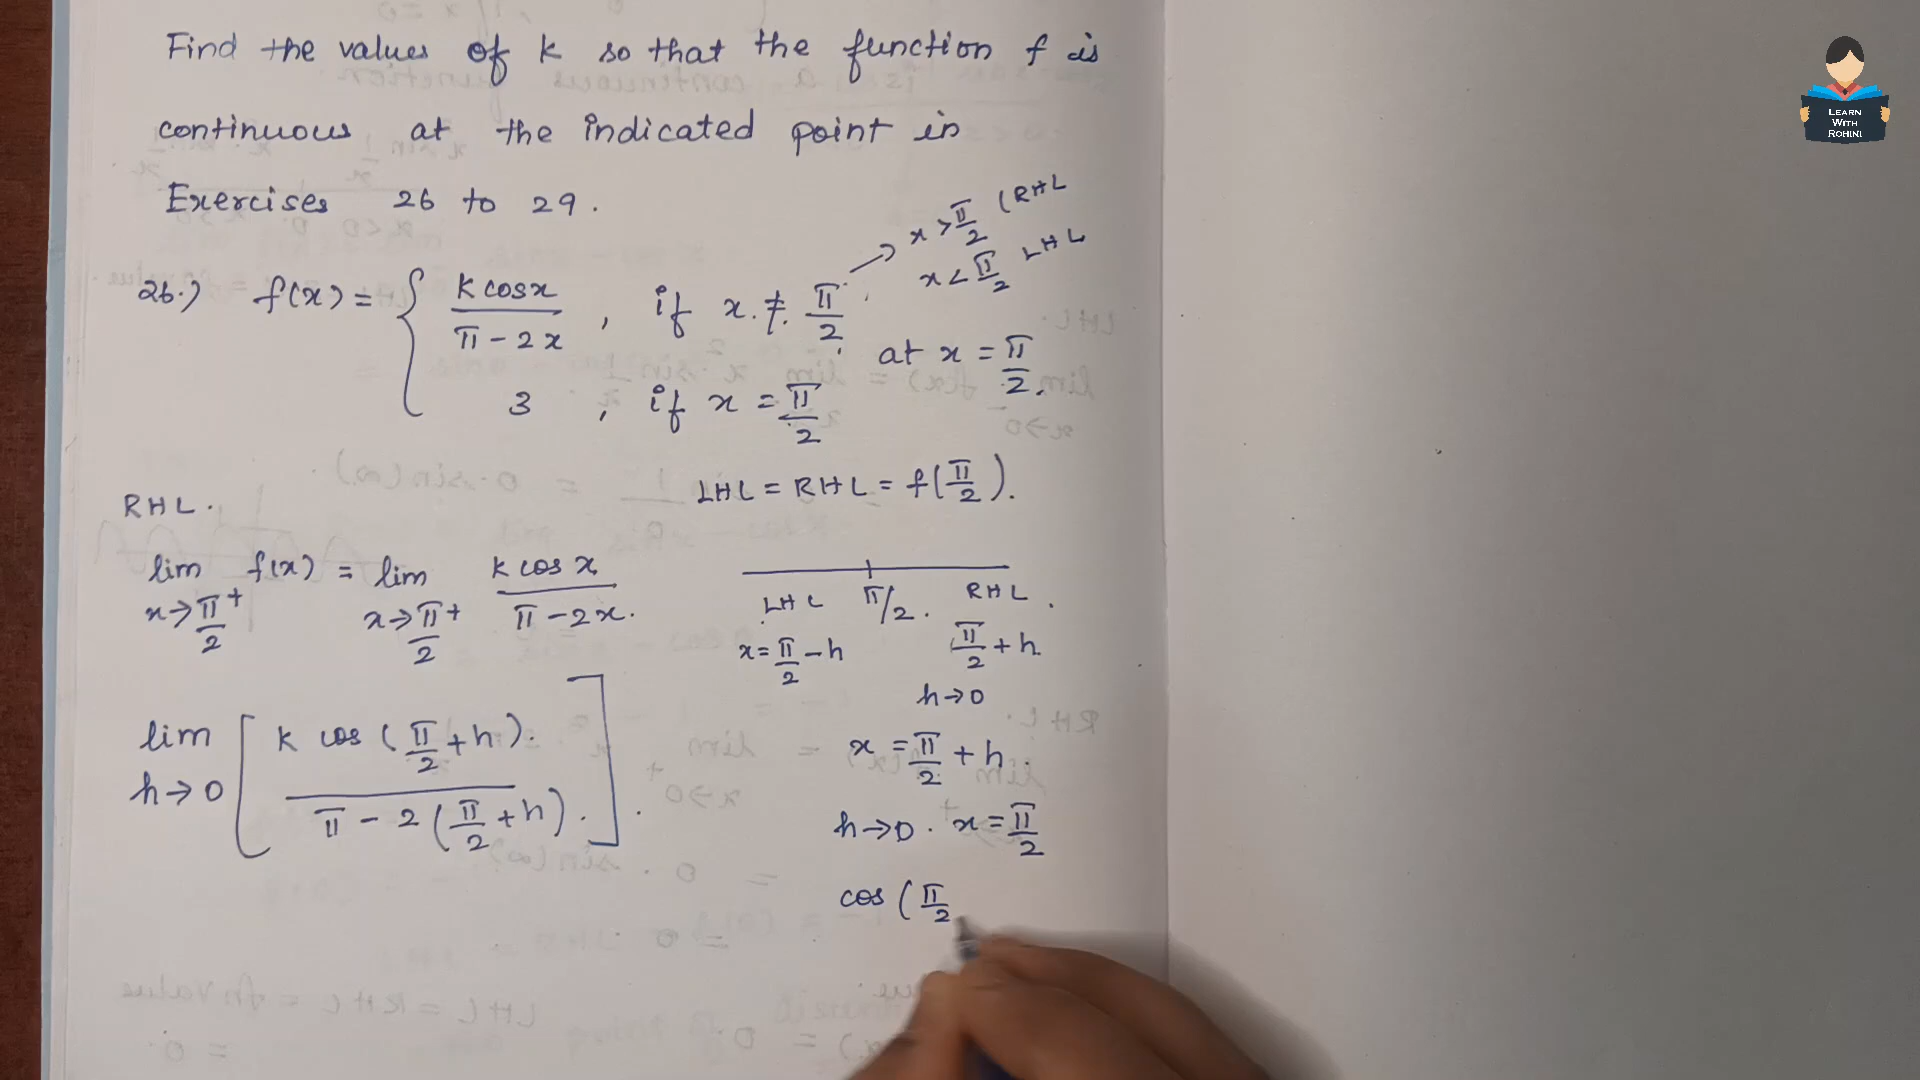 Find the values of k so that the function f is
continuous at the indicated point in
Exercises 26 to 29.
x > π/2 (RHL
x < π/2 LHL
26.) f(x) = { k cosx / π - 2x , if x ≠ π/2
at x = π/2.
3 , if x = π/2
LHL = RHL = f(π/2).
RHL.
lim x→π/2+ f(x) = lim x→π/2+ k cos x / π - 2x.
LHL π/2. RHL.
x = π/2 - h π/2 + h
h→0
lim h→0 [ k cos (π/2 + h). / π - 2 (π/2 + h). ].
x = π/2 + h.
h→0. x = π/2
cos (π/2
LEARN
WITH
ROHINI